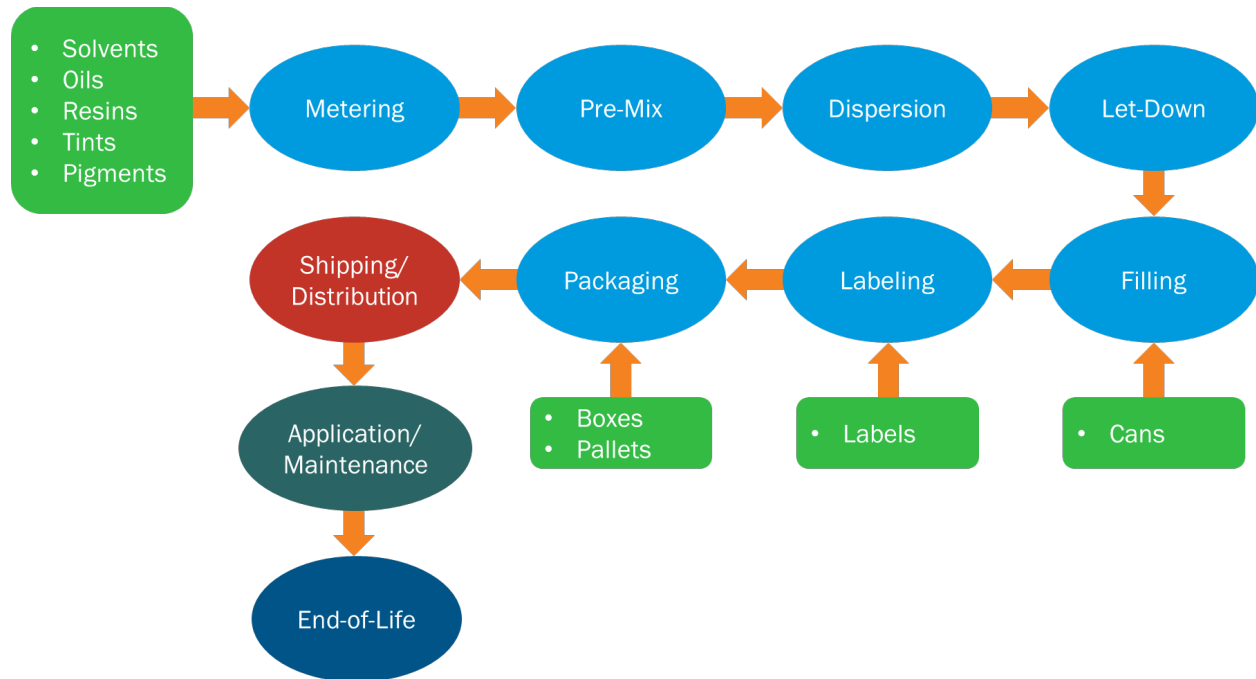 • Solvents
• Oils
• Resins
• Tints
• Pigments
Metering
Pre-Mix
Dispersion
Let-Down
Shipping/
Distribution
Packaging
Labeling
Filling
Application/
Maintenance
• Boxes
• Pallets
• Labels
• Cans
End-of-Life